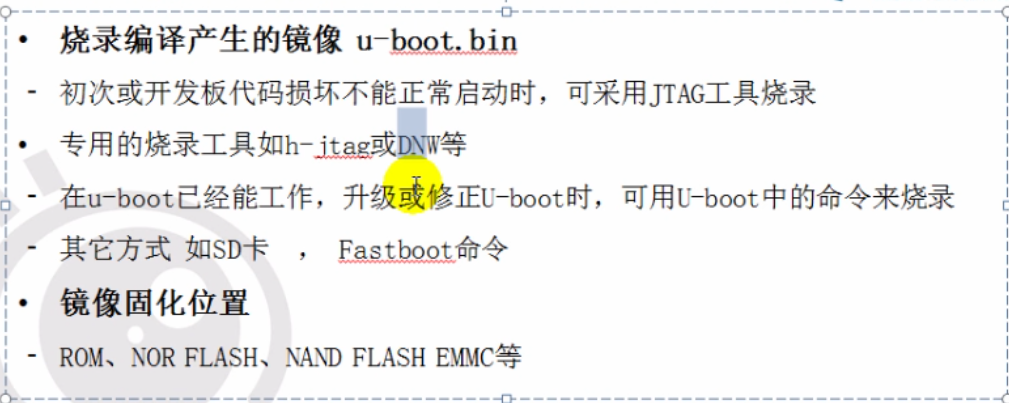 • 烧录编译产生的镜像 u-boot.bin
- 初次或开发板代码损坏不能正常启动时，可采用JTAG工具烧录
• 专用的烧录工具如h-jtag或DNW等
- 在u-boot已经能工作，升级或修正U-boot时，可用U-boot中的命令来烧录
- 其它方式 如SD卡 ， Fastboot命令
• 镜像固化位置
- ROM、NOR FLASH、NAND FLASH EMMC等